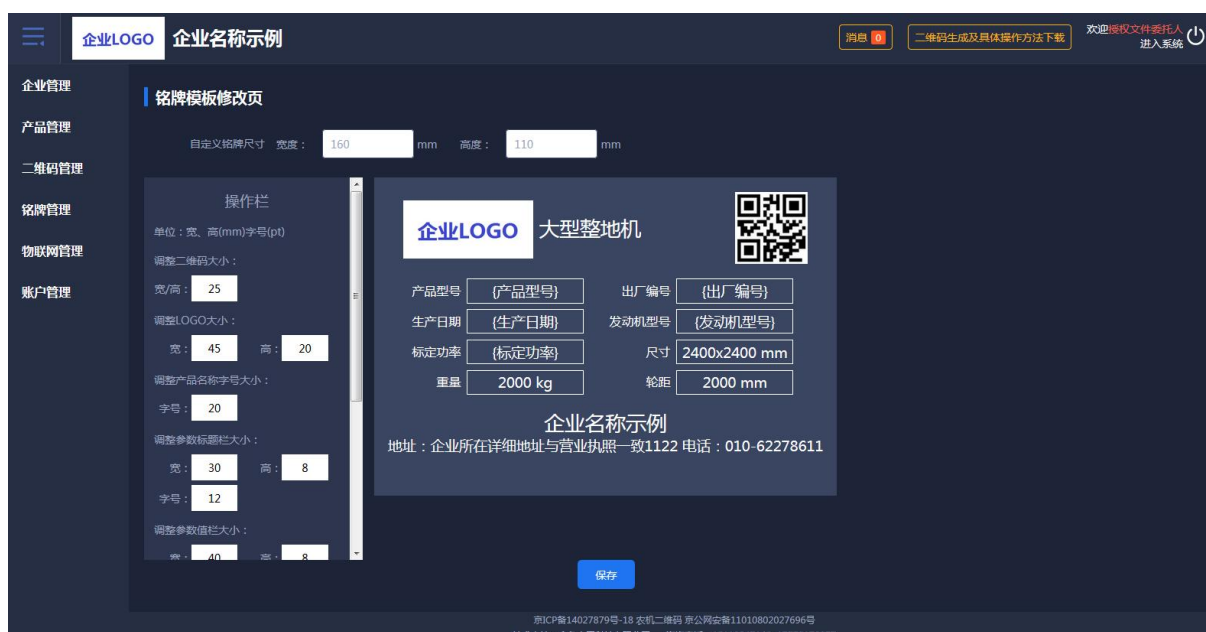 企业LOGO 企业名称示例 消息 0 二维码生成及具体操作方法下载 欢迎授权文件委托人
进入系统
企业管理
产品管理
二维码管理
铭牌管理
物联网管理
账户管理
铭牌模板修改页
自定义铭牌尺寸 宽度： 160 mm 高度： 110 mm
操作栏
单位：宽、高(mm)字号(pt)
调整二维码大小：
宽/高： 25
调整LOGO大小：
宽： 45 高： 20
调整产品名称字号大小：
字号： 20
调整参数标题栏大小：
宽： 30 高： 8
字号： 12
调整参数值栏大小：
宽： 40 高： 8
企业LOGO 大型整地机
产品型号 {产品型号} 出厂编号 {出厂编号}
生产日期 {生产日期} 发动机型号 {发动机型号}
标定功率 {标定功率} 尺寸 2400x2400 mm
重量 2000 kg 轮距 2000 mm
企业名称示例
地址：企业所在详细地址与营业执照一致1122 电话：010-62278611
保存
京ICP备14027879号-18 农机二维码 京公网安备11010802027696号